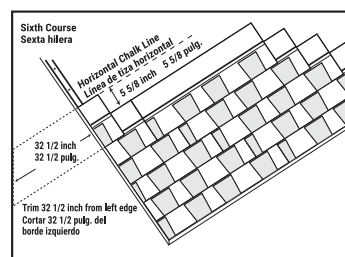 Sixth Course
Sexta hilera
Horizontal Chalk Line
Línea de tiza horizontal
5 5/8 inch 5 5/8 pulg.
32 1/2 inch
32 1/2 pulg.
Trim 32 1/2 inch from left edge
Cortar 32 1/2 pulg. del
borde izquierdo